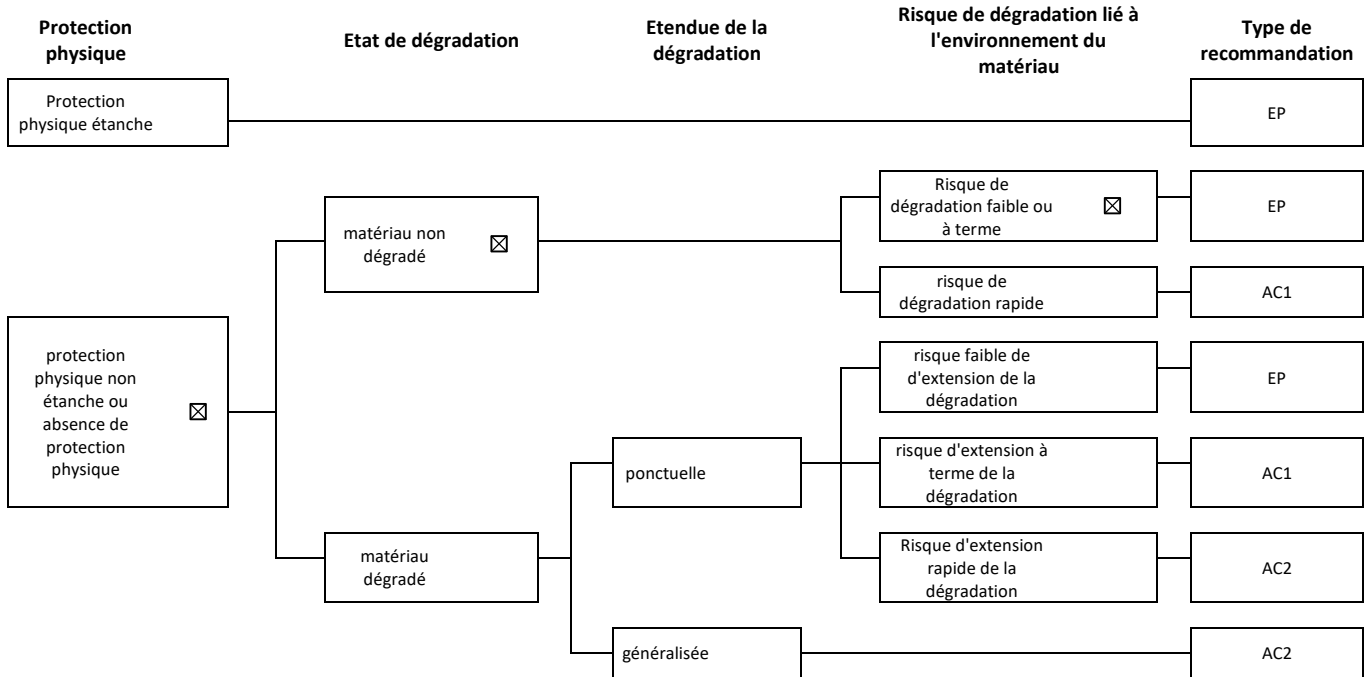 Protection
physique
Etat de dégradation
Etendue de la
dégradation
Risque de dégradation lié à
l'environnement du
matériau
Type de
recommandation
Protection
physique étanche
EP
protection
physique non
étanche ou
absence de
protection
physique
☒
matériau non
dégradé
☒
Risque de
dégradation faible ou
à terme
☒
EP
risque de
dégradation rapide
AC1
matériau
dégradé
ponctuelle
risque faible de
d'extension de la
dégradation
EP
risque d'extension à
terme de la
dégradation
AC1
Risque d'extension
rapide de la
dégradation
AC2
généralisée
AC2